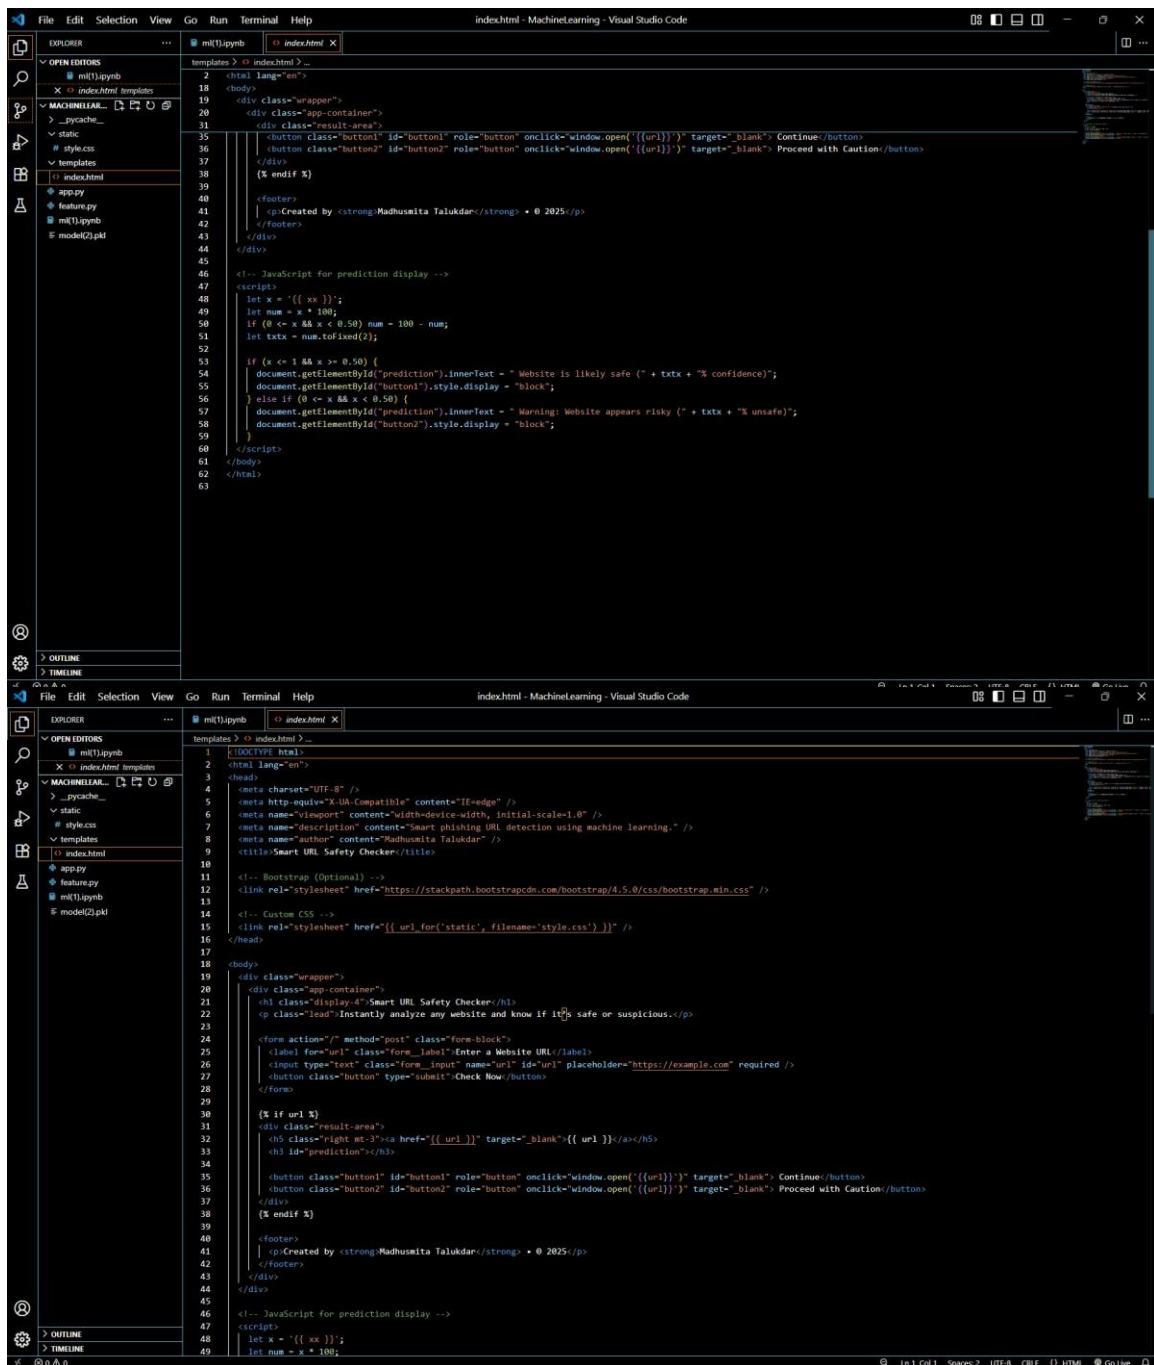 File Edit Selection View Go Run Terminal Help index.html - MachineLearning - Visual Studio Code
EXPLORER
OPEN EDITORS
ml(1).ipynb
index.html templates
MACHINELEAR...
__pycache__
static
# style.css
templates
index.html
app.py
feature.py
ml(1).ipynb
model(2).pkl
OUTLINE
TIMELINE
ml(1).ipynb index.html
templates > index.html > ...
2 <html lang="en">
18 <body>
19 <div class="wrapper">
20 <div class="app-container">
31 <div class="result-area">
35 <button class="button1" id="button1" role="button" onclick="window.open('{{url}}')" target="_blank"> Continue</button>
36 <button class="button2" id="button2" role="button" onclick="window.open('{{url}}')" target="_blank"> Proceed with Caution</button>
37 </div>
38 {% endif %}
39
40 <footer>
41 <p>Created by <strong>Madhusmita Talukdar</strong> • © 2025</p>
42 </footer>
43 </div>
44 </div>
45
46 <!-- JavaScript for prediction display -->
47 <script>
48 let x = '{{ xx }}';
49 let num = x * 100;
50 if (0 <= x && x < 0.50) num = 100 - num;
51 let txtx = num.toFixed(2);
52
53 if (x <= 1 && x >= 0.50) {
54 document.getElementById("prediction").innerText = " Website is likely safe (" + txtx + "% confidence)";
55 document.getElementById("button1").style.display = "block";
56 } else if (0 <= x && x < 0.50) {
57 document.getElementById("prediction").innerText = " Warning: Website appears risky (" + txtx + "% unsafe)";
58 document.getElementById("button2").style.display = "block";
59 }
60 </script>
61 </body>
62 </html>
63
File Edit Selection View Go Run Terminal Help index.html - MachineLearning - Visual Studio Code
EXPLORER
OPEN EDITORS
ml(1).ipynb
index.html templates
MACHINELEAR...
__pycache__
static
# style.css
templates
index.html
app.py
feature.py
ml(1).ipynb
model(2).pkl
OUTLINE
TIMELINE
ml(1).ipynb index.html
templates > index.html > ...
1 <!DOCTYPE html>
2 <html lang="en">
3 <head>
4 <meta charset="UTF-8" />
5 <meta http-equiv="X-UA-Compatible" content="IE=edge" />
6 <meta name="viewport" content="width=device-width, initial-scale=1.0" />
7 <meta name="description" content="Smart phishing URL detection using machine learning." />
8 <meta name="author" content="Madhusmita Talukdar" />
9 <title>Smart URL Safety Checker</title>
10
11 <!-- Bootstrap (Optional) -->
12 <link rel="stylesheet" href="https://stackpath.bootstrapcdn.com/bootstrap/4.5.0/css/bootstrap.min.css" />
13
14 <!-- Custom CSS -->
15 <link rel="stylesheet" href="{{ url_for('static', filename='style.css') }}" />
16 </head>
17
18 <body>
19 <div class="wrapper">
20 <div class="app-container">
21 <h1 class="display-4">Smart URL Safety Checker</h1>
22 <p class="lead">Instantly analyze any website and know if it’s safe or suspicious.</p>
23
24 <form action="/" method="post" class="form-block">
25 <label for="url" class="form__label">Enter a Website URL</label>
26 <input type="text" class="form__input" name="url" id="url" placeholder="https://example.com" required />
27 <button class="button" type="submit">Check Now</button>
28 </form>
29
30 {% if url %}
31 <div class="result-area">
32 <h5 class="right mt-3"><a href="{{ url }}" target="_blank">{{ url }}</a></h5>
33 <h3 id="prediction"></h3>
34
35 <button class="button1" id="button1" role="button" onclick="window.open('{{url}}')" target="_blank"> Continue</button>
36 <button class="button2" id="button2" role="button" onclick="window.open('{{url}}')" target="_blank"> Proceed with Caution</button>
37 </div>
38 {% endif %}
39
40 <footer>
41 <p>Created by <strong>Madhusmita Talukdar</strong> • © 2025</p>
42 </footer>
43 </div>
44 </div>
45
46 <!-- JavaScript for prediction display -->
47 <script>
48 let x = '{{ xx }}';
49 let num = x * 100;
Ln 1, Col 1 Spaces: 2 UTF-8 CRLF {} HTML Go Live